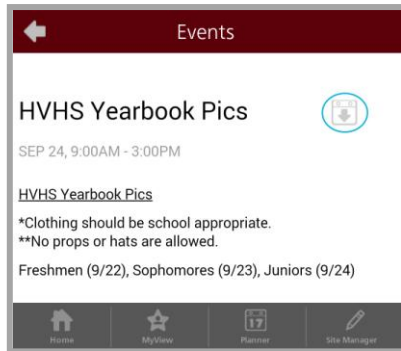 Events
HVHS Yearbook Pics
SEP 24, 9:00AM - 3:00PM
HVHS Yearbook Pics
*Clothing should be school appropriate.
**No props or hats are allowed.
Freshmen (9/22), Sophomores (9/23), Juniors (9/24)
17
Home MyView Planner Site Manager